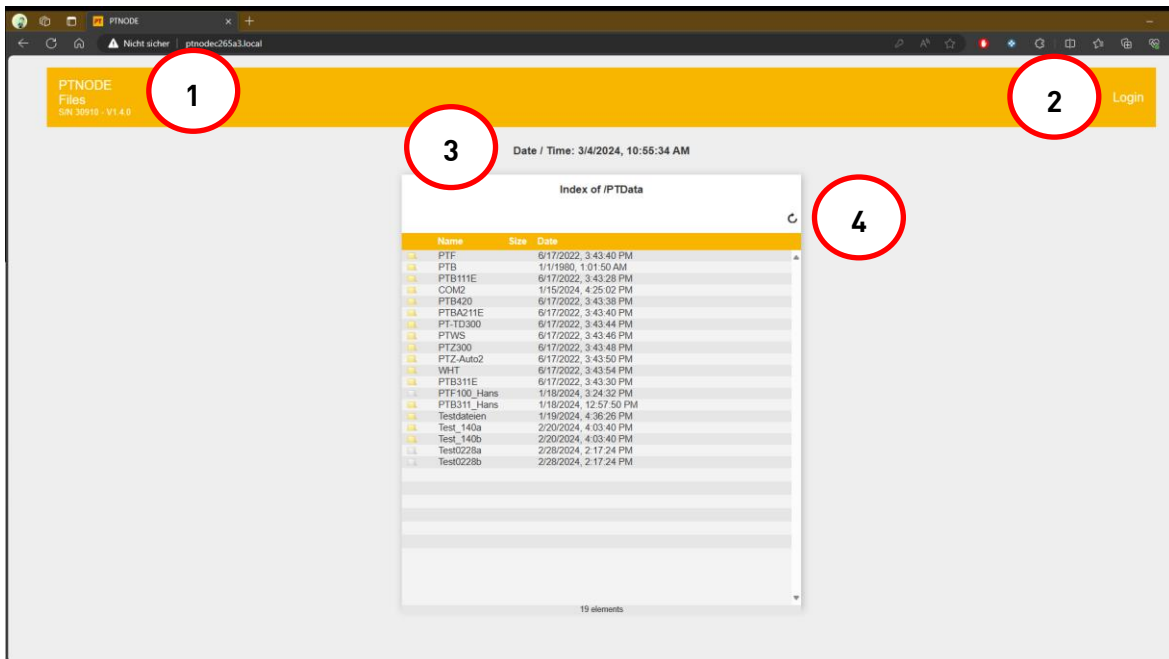 PTNODE
Nicht sicher ptnodec265a3.local
PTNODE
Files
S/N 30910 - V1.4.0
1
2
Login
3
Date / Time: 3/4/2024, 10:55:34 AM
Index of /PTData
4
Name Size Date
PTF 6/17/2022, 3:43:40 PM
PTB 1/1/1980, 1:01:50 AM
PTB111E 6/17/2022, 3:43:28 PM
COM2 1/15/2024, 4:25:02 PM
PTB420 6/17/2022, 3:43:38 PM
PTBA211E 6/17/2022, 3:43:40 PM
PT-TD300 6/17/2022, 3:43:44 PM
PTWS 6/17/2022, 3:43:46 PM
PTZ300 6/17/2022, 3:43:48 PM
PTZ-Auto2 6/17/2022, 3:43:50 PM
WHT 6/17/2022, 3:43:54 PM
PTB311E 6/17/2022, 3:43:30 PM
PTF100_Hans 1/18/2024, 3:24:32 PM
PTB311_Hans 1/18/2024, 12:57:50 PM
Testdateien 1/19/2024, 4:36:26 PM
Test_140a 2/20/2024, 4:03:40 PM
Test_140b 2/20/2024, 4:03:40 PM
Test0228a 2/28/2024, 2:17:24 PM
Test0228b 2/28/2024, 2:17:24 PM
19 elements